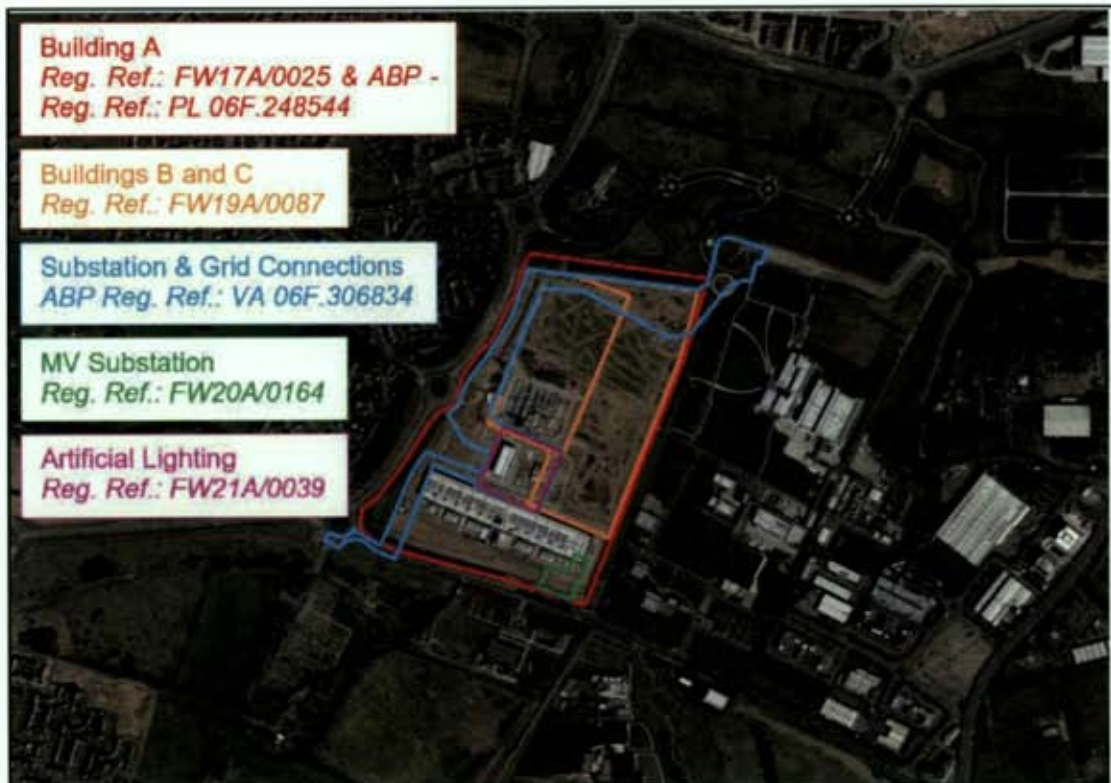 Building A
Reg. Ref.: FW17A/0025 & ABP -
Reg. Ref.: PL 06F.248544
Buildings B and C
Reg. Ref.: FW19A/0087
Substation & Grid Connections
ABP Reg. Ref.: VA 06F.306834
MV Substation
Reg. Ref.: FW20A/0164
Artificial Lighting
Reg. Ref.: FW21A/0039